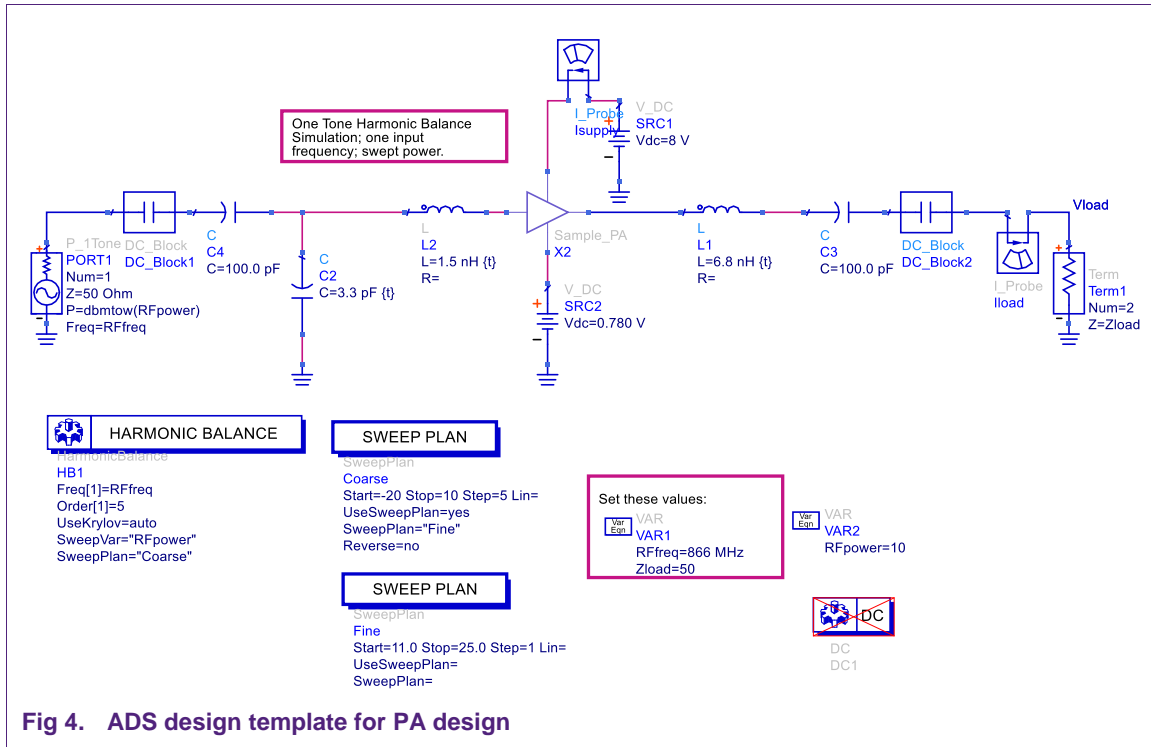 I_Probe
Isupply
V_DC
SRC1
Vdc=8 V
One Tone Harmonic Balance
Simulation; one input
frequency; swept power.
P_1Tone
PORT1
Num=1
Z=50 Ohm
P=dbmtow(RFpower)
Freq=RFfreq
DC_Block
DC_Block1
C
C4
C=100.0 pF
C
C2
C=3.3 pF {t}
L
L2
L=1.5 nH {t}
R=
Sample_PA
X2
V_DC
SRC2
Vdc=0.780 V
L
L1
L=6.8 nH {t}
R=
C
C3
C=100.0 pF
DC_Block
DC_Block2
I_Probe
Iload
Vload
Term
Term1
Num=2
Z=Zload
HARMONIC BALANCE
HarmonicBalance
HB1
Freq[1]=RFfreq
Order[1]=5
UseKrylov=auto
SweepVar="RFpower"
SweepPlan="Coarse"
SWEEP PLAN
SweepPlan
Coarse
Start=-20 Stop=10 Step=5 Lin=
UseSweepPlan=yes
SweepPlan="Fine"
Reverse=no
SWEEP PLAN
SweepPlan
Fine
Start=11.0 Stop=25.0 Step=1 Lin=
UseSweepPlan=
SweepPlan=
Set these values:
Var
Eqn
VAR
VAR1
RFfreq=866 MHz
Zload=50
Var
Eqn
VAR
VAR2
RFpower=10
DC
DC
DC1
Fig 4. ADS design template for PA design